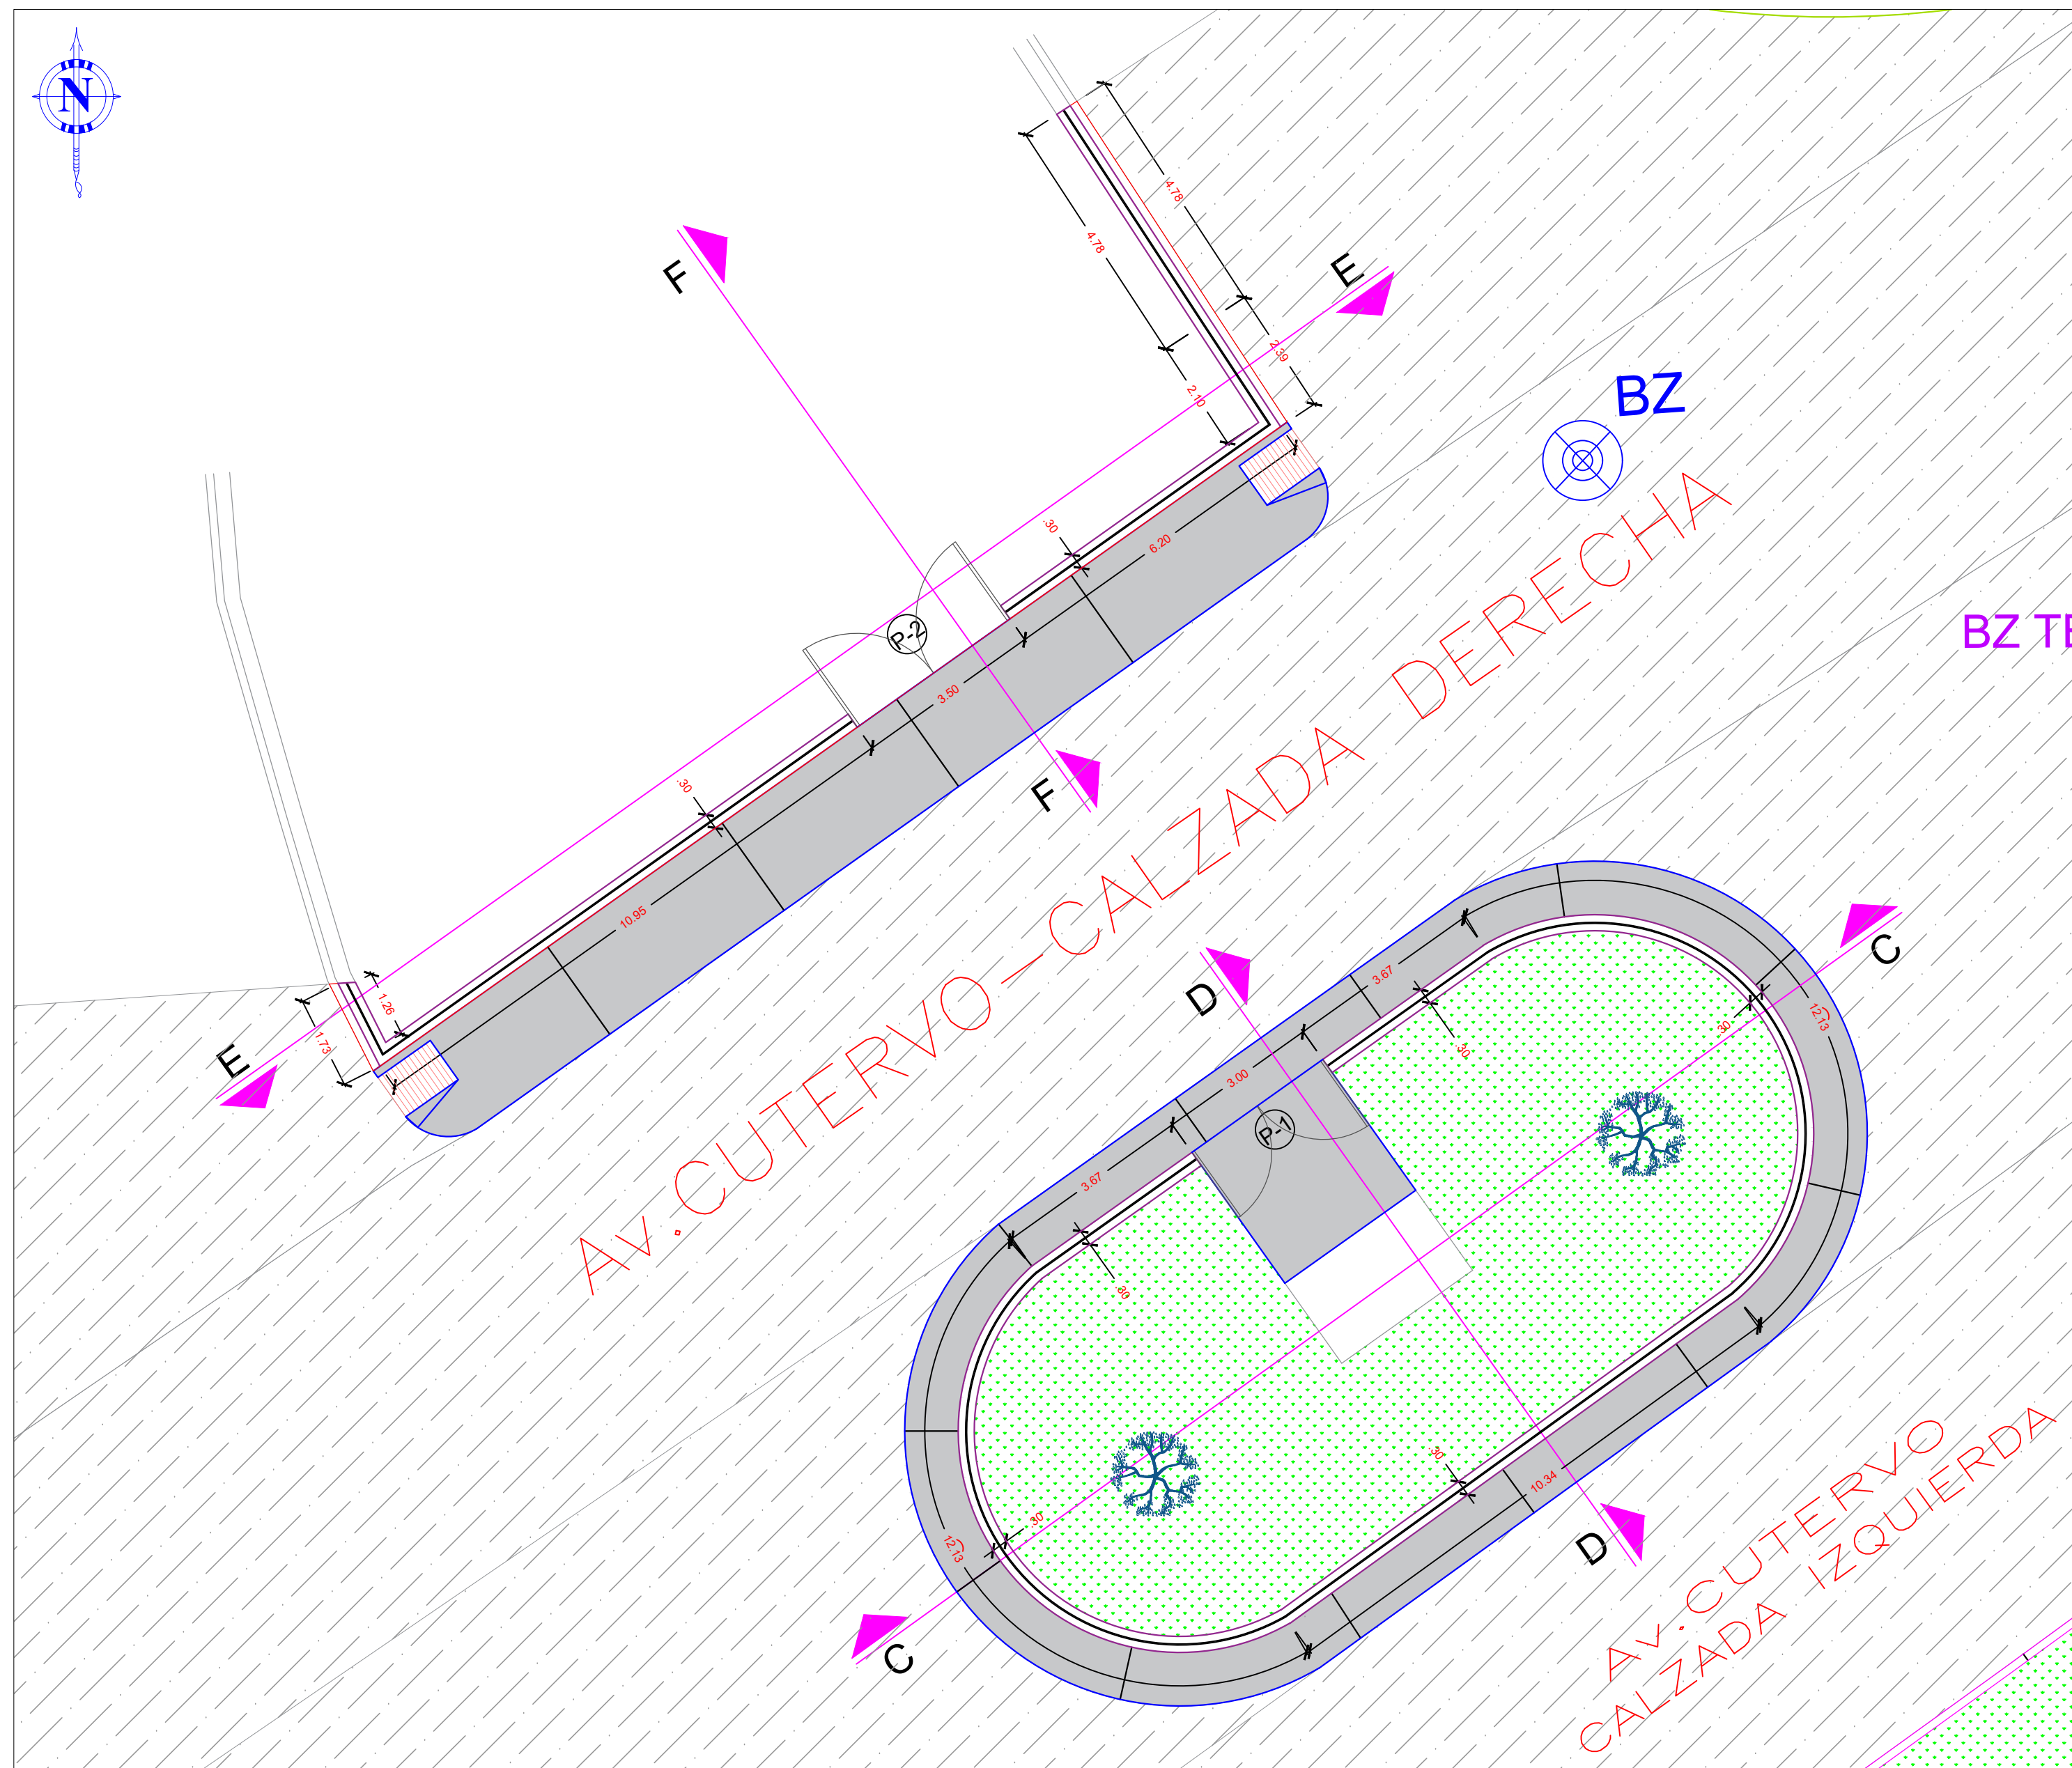 N
4.78
4.78
F
E
2.39
2.10
BZ
.30
6.20
BZ TE
P-2
3.50
.30
F
10.95
AV.CUTERVO-CALZADA DERECHA
1.26
1.73
E
C
D
3.67
.30
12.13
.30
3.00
P-1
3.67
.30
.30
10.34
.30
12.13
D
C
AV.CUTERVO
CALZADA IZQUIERDA